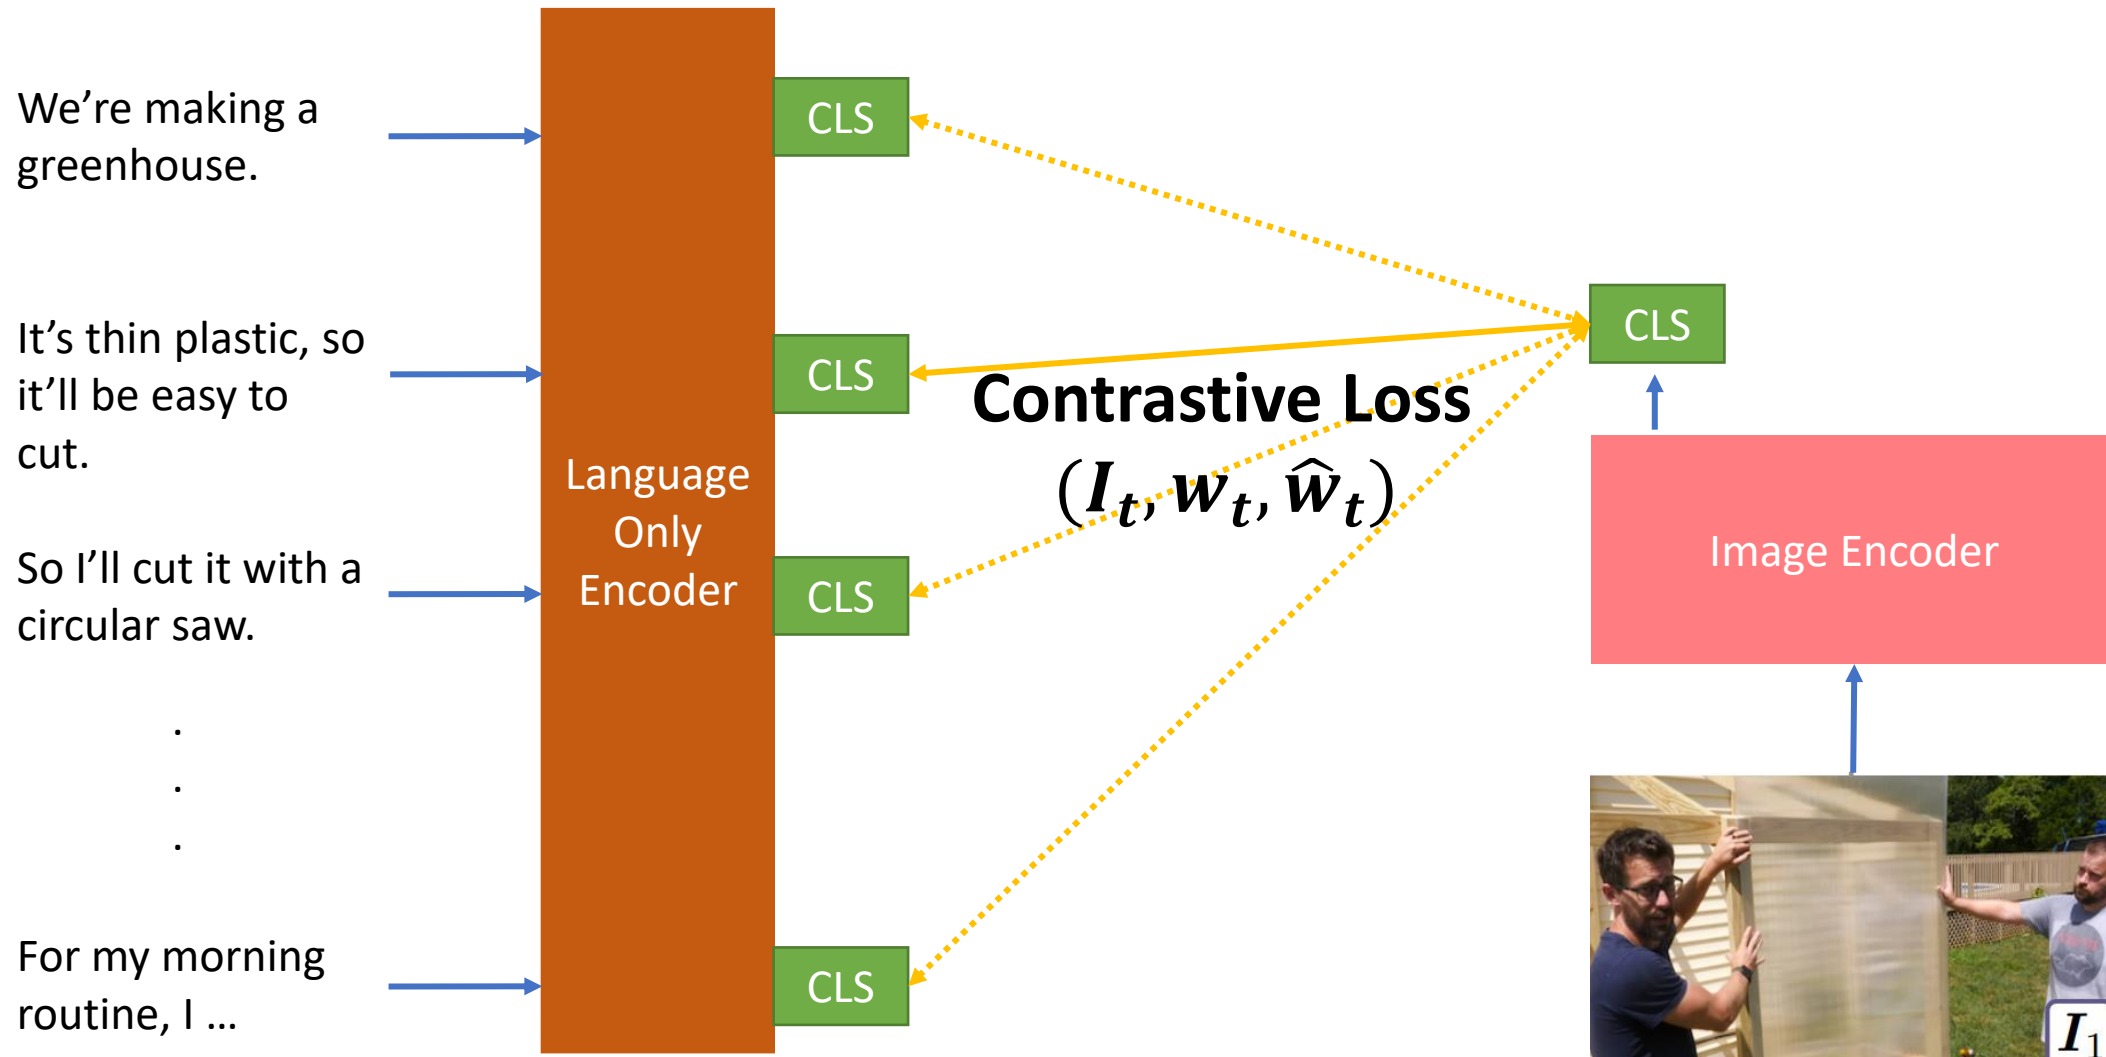 We’re making a
greenhouse.
It’s thin plastic, so
it’ll be easy to
cut.
So I’ll cut it with a
circular saw.
.
.
.
For my morning
routine, I ...
Language
Only
Encoder
CLS
CLS
CLS
CLS
Contrastive Loss
(I_t, w_t, ŵ_t)
CLS
Image Encoder
I_1